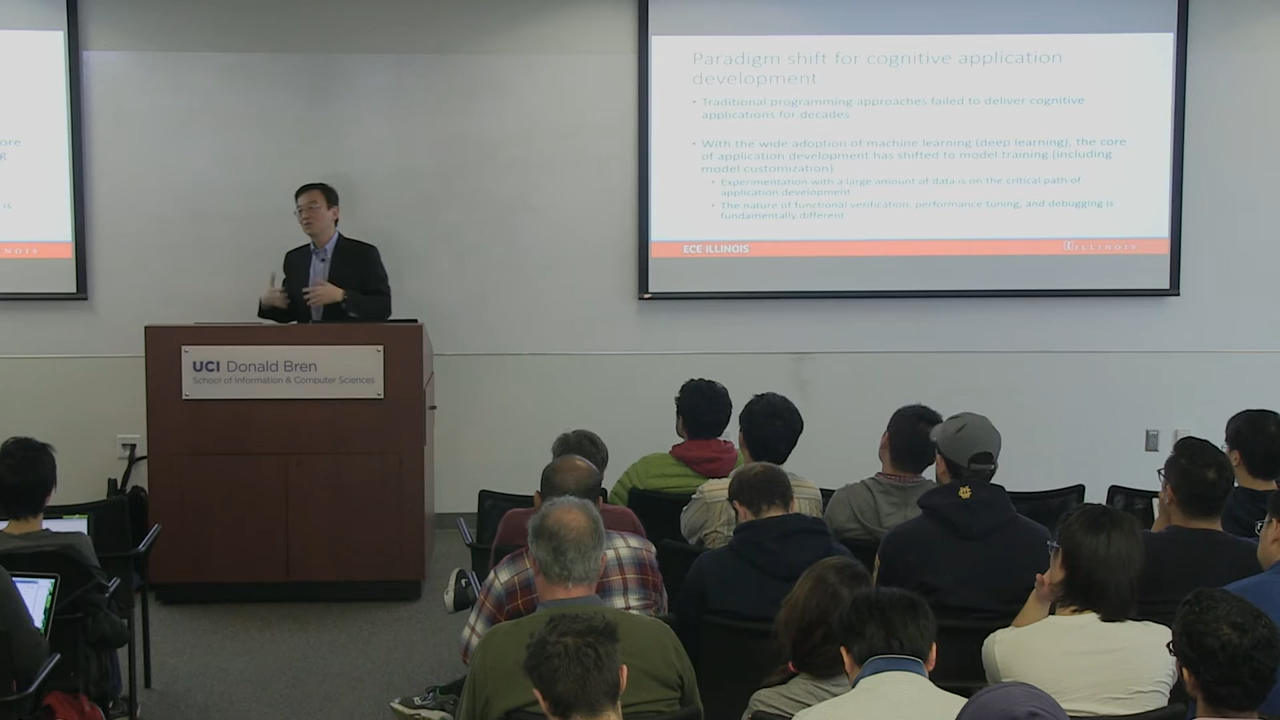 ore
g
is
NOIS
Paradigm shift for cognitive application
development
• Traditional programming approaches failed to deliver cognitive
applications for decades
• With the wide adoption of machine learning (deep learning), the core
of application development has shifted to model training (including
model customization)
• Experimentation with a large amount of data is on the critical path of
application development
• The nature of functional verification, performance tuning, and debugging is
fundamentally different
ECE ILLINOIS
ILLINOIS
UCI Donald Bren
School of Information & Computer Sciences